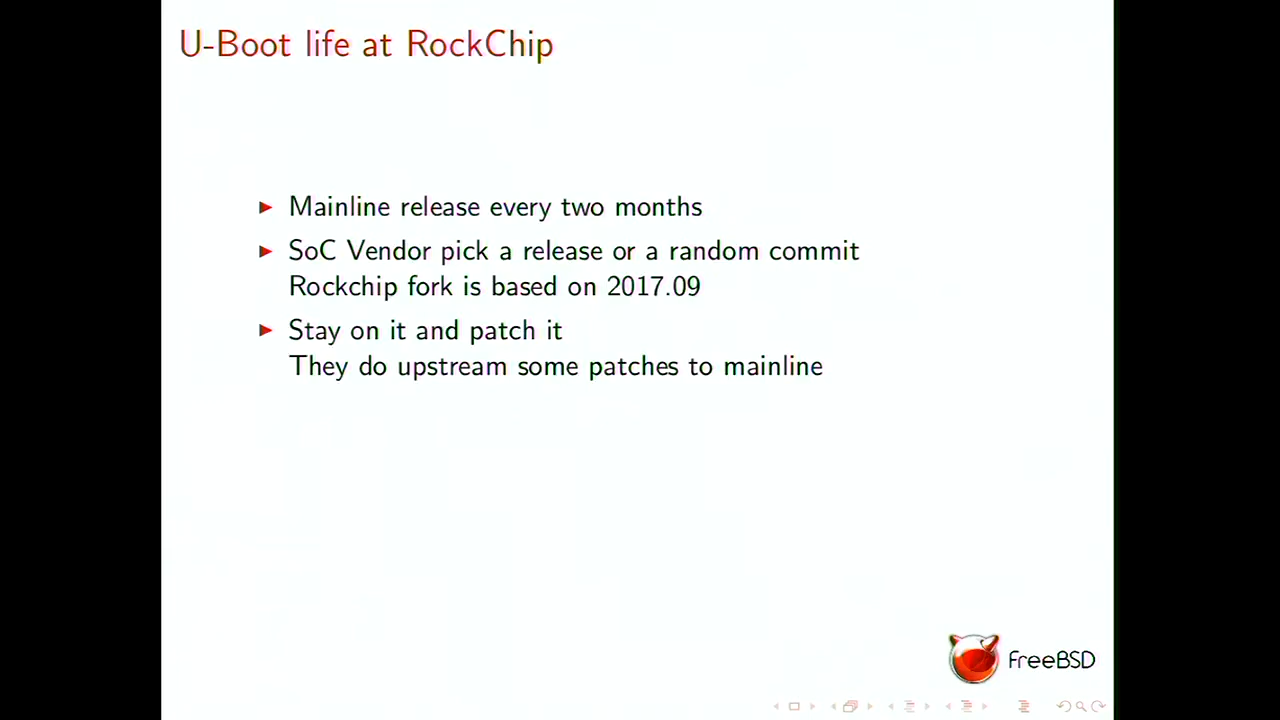 U-Boot life at RockChip
Mainline release every two months
SoC Vendor pick a release or a random commit
Rockchip fork is based on 2017.09
Stay on it and patch it
They do upstream some patches to mainline
FreeBSD